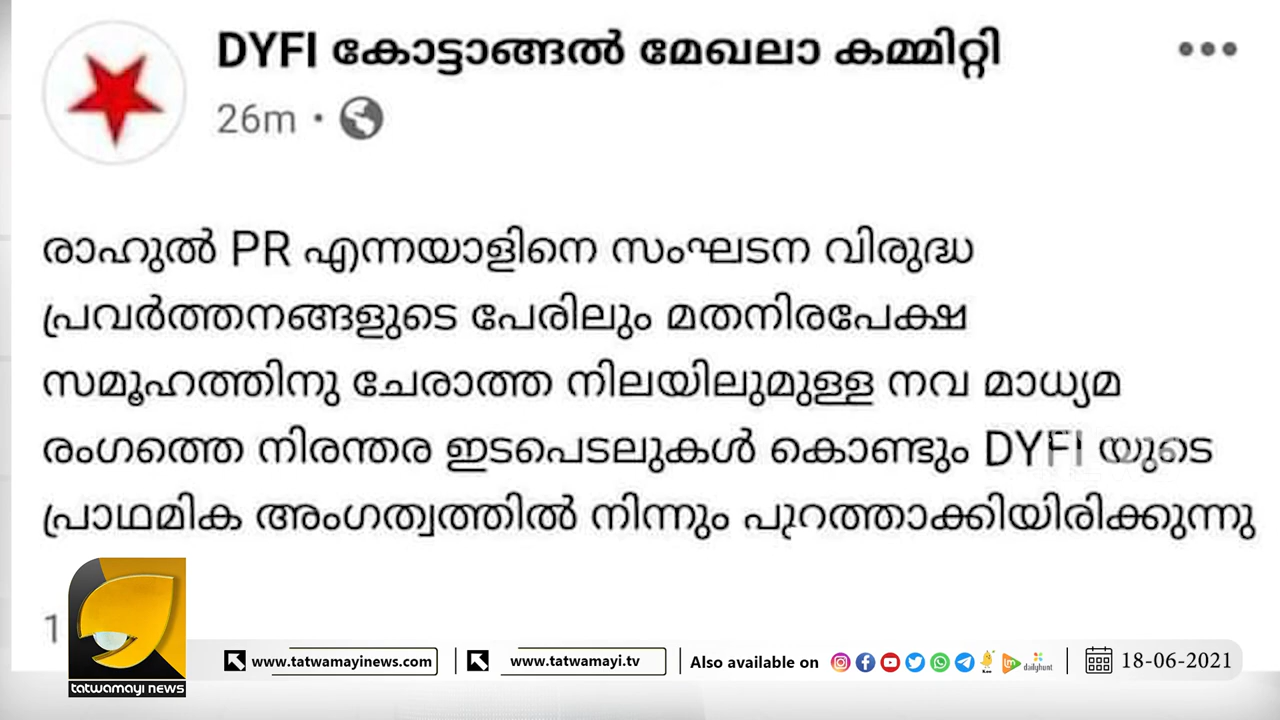 DYFI കോട്ടാങ്ങൽ മേഖലാ കമ്മിറ്റി
26m •
രാഹുൽ PR എന്നയാളിനെ സംഘടന വിരുദ്ധ
പ്രവർത്തനങ്ങളുടെ പേരിലും മതനിരപേക്ഷ
സമൂഹത്തിനു ചേരാത്ത നിലയിലുമുള്ള നവ മാധ്യമ
രംഗത്തെ നിരന്തര ഇടപെടലുകൾ കൊണ്ടും DYFI യുടെ
പ്രാഥമിക അംഗത്വത്തിൽ നിന്നും പുറത്താക്കിയിരിക്കുന്നു
1
tatwamayi news
www.tatwamayinews.com | www.tatwamayi.tv | Also available on dailyhunt | 18-06-2021